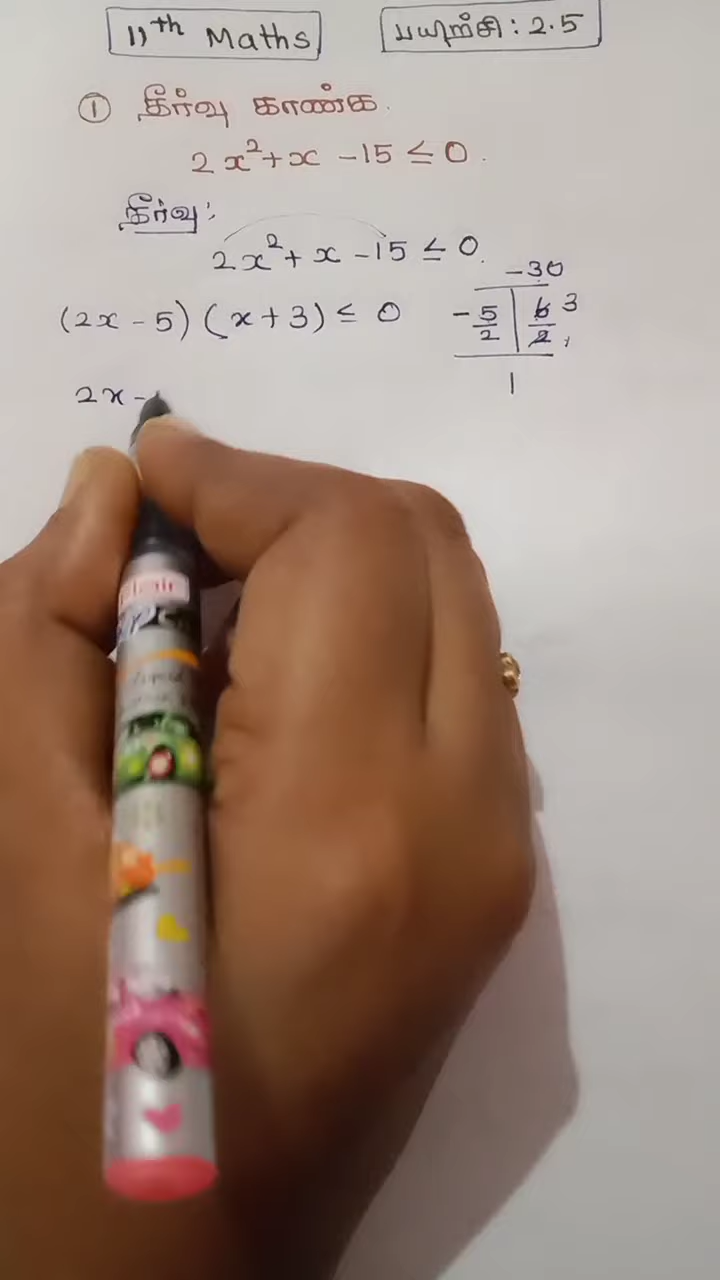 11th Maths
பயிற்சி : 2.5
① தீர்வு காண்க.
2x² + x - 15 ≤ 0.
தீர்வு:
2x² + x - 15 ≤ 0.
-30
(2x - 5) (x + 3) ≤ 0
-5/2 | 6/2 3 1
1
2x -